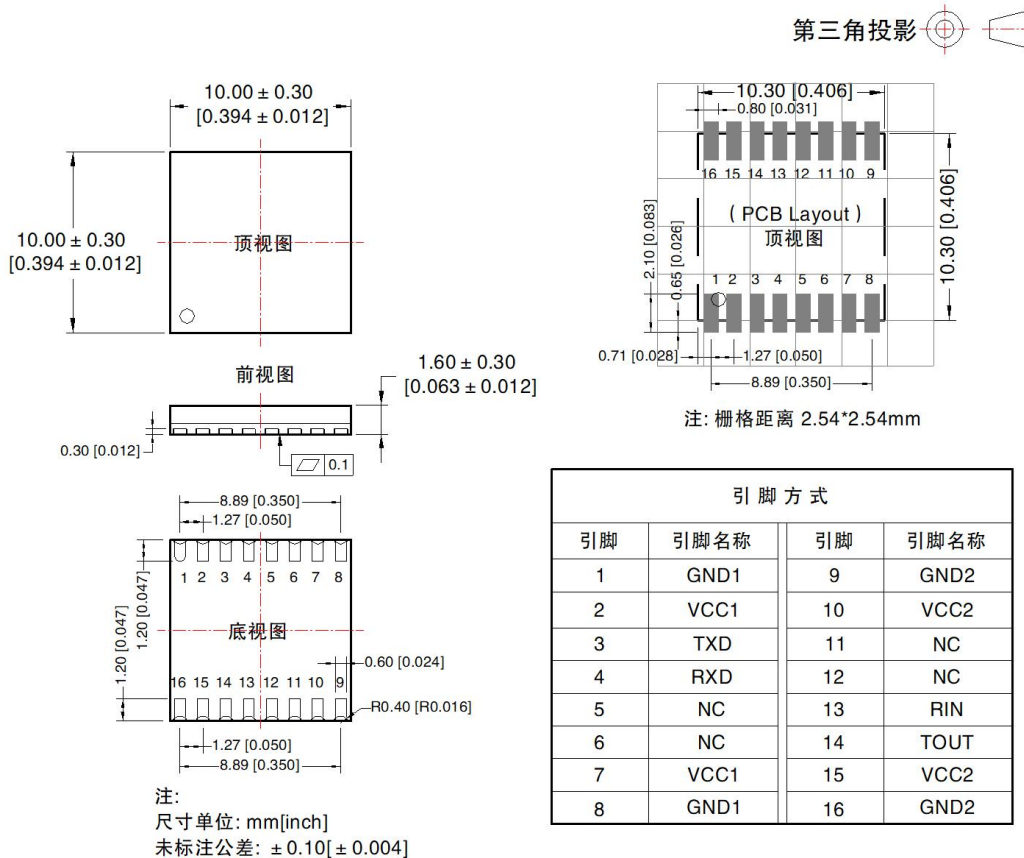 第三角投影
10.00 ± 0.30
[0.394 ± 0.012]
10.00 ± 0.30
[0.394 ± 0.012]
顶视图
前视图
1.60 ± 0.30
[0.063 ± 0.012]
0.30 [0.012]
0.1
8.89 [0.350]
1.27 [0.050]
1.20 [0.047]
1 2 3 4 5 6 7 8
底视图
1.20 [0.047]
0.60 [0.024]
16 15 14 13 12 11 10 9
R0.40 [R0.016]
1.27 [0.050]
8.89 [0.350]
注:
尺寸单位: mm[inch]
未标注公差: ± 0.10[ ± 0.004]
10.30 [0.406]
0.80 [0.031]
16 15 14 13 12 11 10 9
( PCB Layout )
顶视图
10.30 [0.406]
2.10 [0.083]
0.65 [0.026]
1 2 3 4 5 6 7 8
0.71 [0.028]
1.27 [0.050]
8.89 [0.350]
注: 栅格距离 2.54*2.54mm
引 脚 方 式
引脚 引脚名称 引脚 引脚名称
1 GND1 9 GND2
2 VCC1 10 VCC2
3 TXD 11 NC
4 RXD 12 NC
5 NC 13 RIN
6 NC 14 TOUT
7 VCC1 15 VCC2
8 GND1 16 GND2